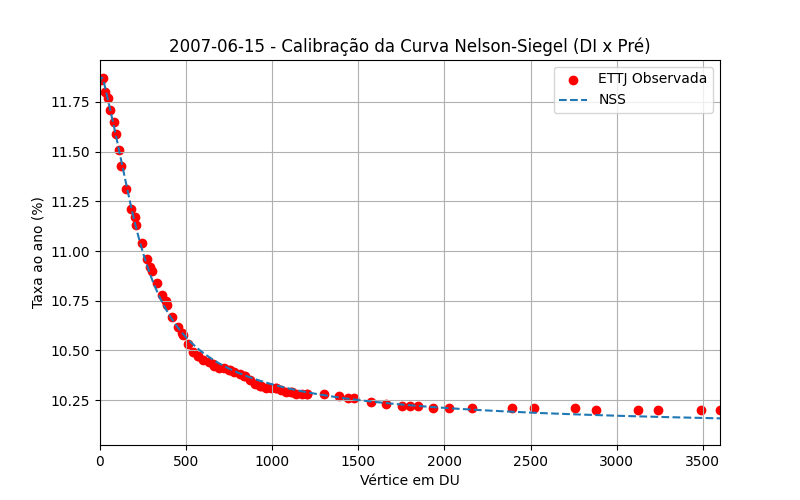 2007-06-15 - Calibração da Curva Nelson-Siegel (DI x Pré)
ETTJ Observada
NSS
Taxa ao ano (%)
11.75
11.50
11.25
11.00
10.75
10.50
10.25
0 500 1000 1500 2000 2500 3000 3500
Vértice em DU